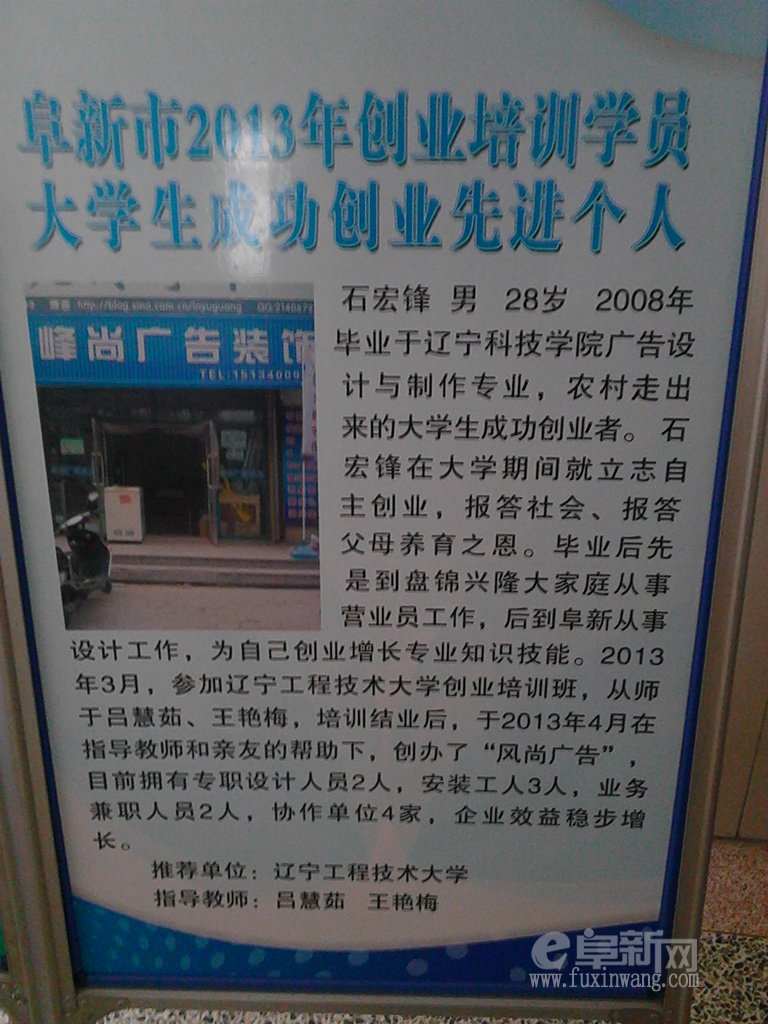 阜新市2013年创业培训学员
大学生成功创业先进个人
http://blog.sina.com.cn/lnyuguang
峰尚广告装饰
石宏锋 男 28岁 2008年
毕业于辽宁科技学院广告设
计与制作专业，农村走出
来的大学生成功创业者。石
宏锋在大学期间就立志自
主创业，报答社会、报答
父母养育之恩。毕业后先
是到盘锦兴隆大家庭从事
营业员工作，后到阜新从事
设计工作，为自己创业增长专业知识技能。2013
年3月，参加辽宁工程技术大学创业培训班，从师
于吕慧茹、王艳梅，培训结业后，于2013年4月在
指导教师和亲友的帮助下，创办了“风尚广告”，
目前拥有专职设计人员2人，安装工人3人，业务
兼职人员2人，协作单位4家，企业效益稳步增
长。
推荐单位：辽宁工程技术大学
指导教师：吕慧茹 王艳梅
e阜新网
www.fuxinwang.com